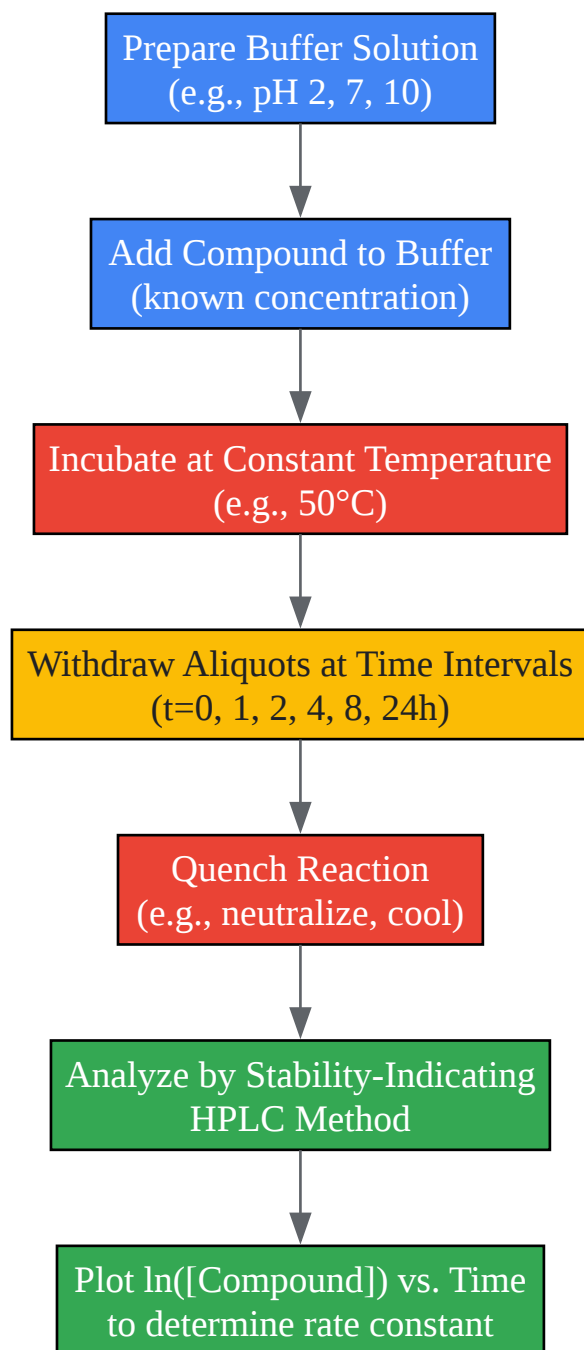 Prepare Buffer Solution
(e.g., pH 2, 7, 10)
Add Compound to Buffer
(known concentration)
Incubate at Constant Temperature
(e.g., 50°C)
Withdraw Aliquots at Time Intervals
(t=0, 1, 2, 4, 8, 24h)
Quench Reaction
(e.g., neutralize, cool)
Analyze by Stability-Indicating
HPLC Method
Plot ln([Compound]) vs. Time
to determine rate constant